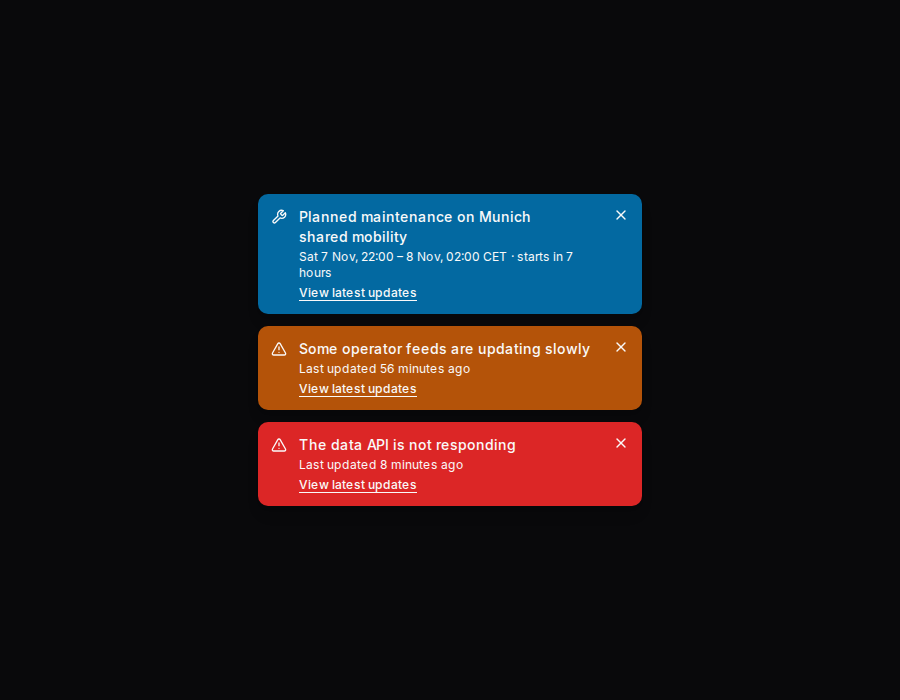 Planned maintenance on Munich
shared mobility
Sat 7 Nov, 22:00 – 8 Nov, 02:00 CET · starts in 7
hours
View latest updates
Some operator feeds are updating slowly
Last updated 56 minutes ago
View latest updates
The data API is not responding
Last updated 8 minutes ago
View latest updates